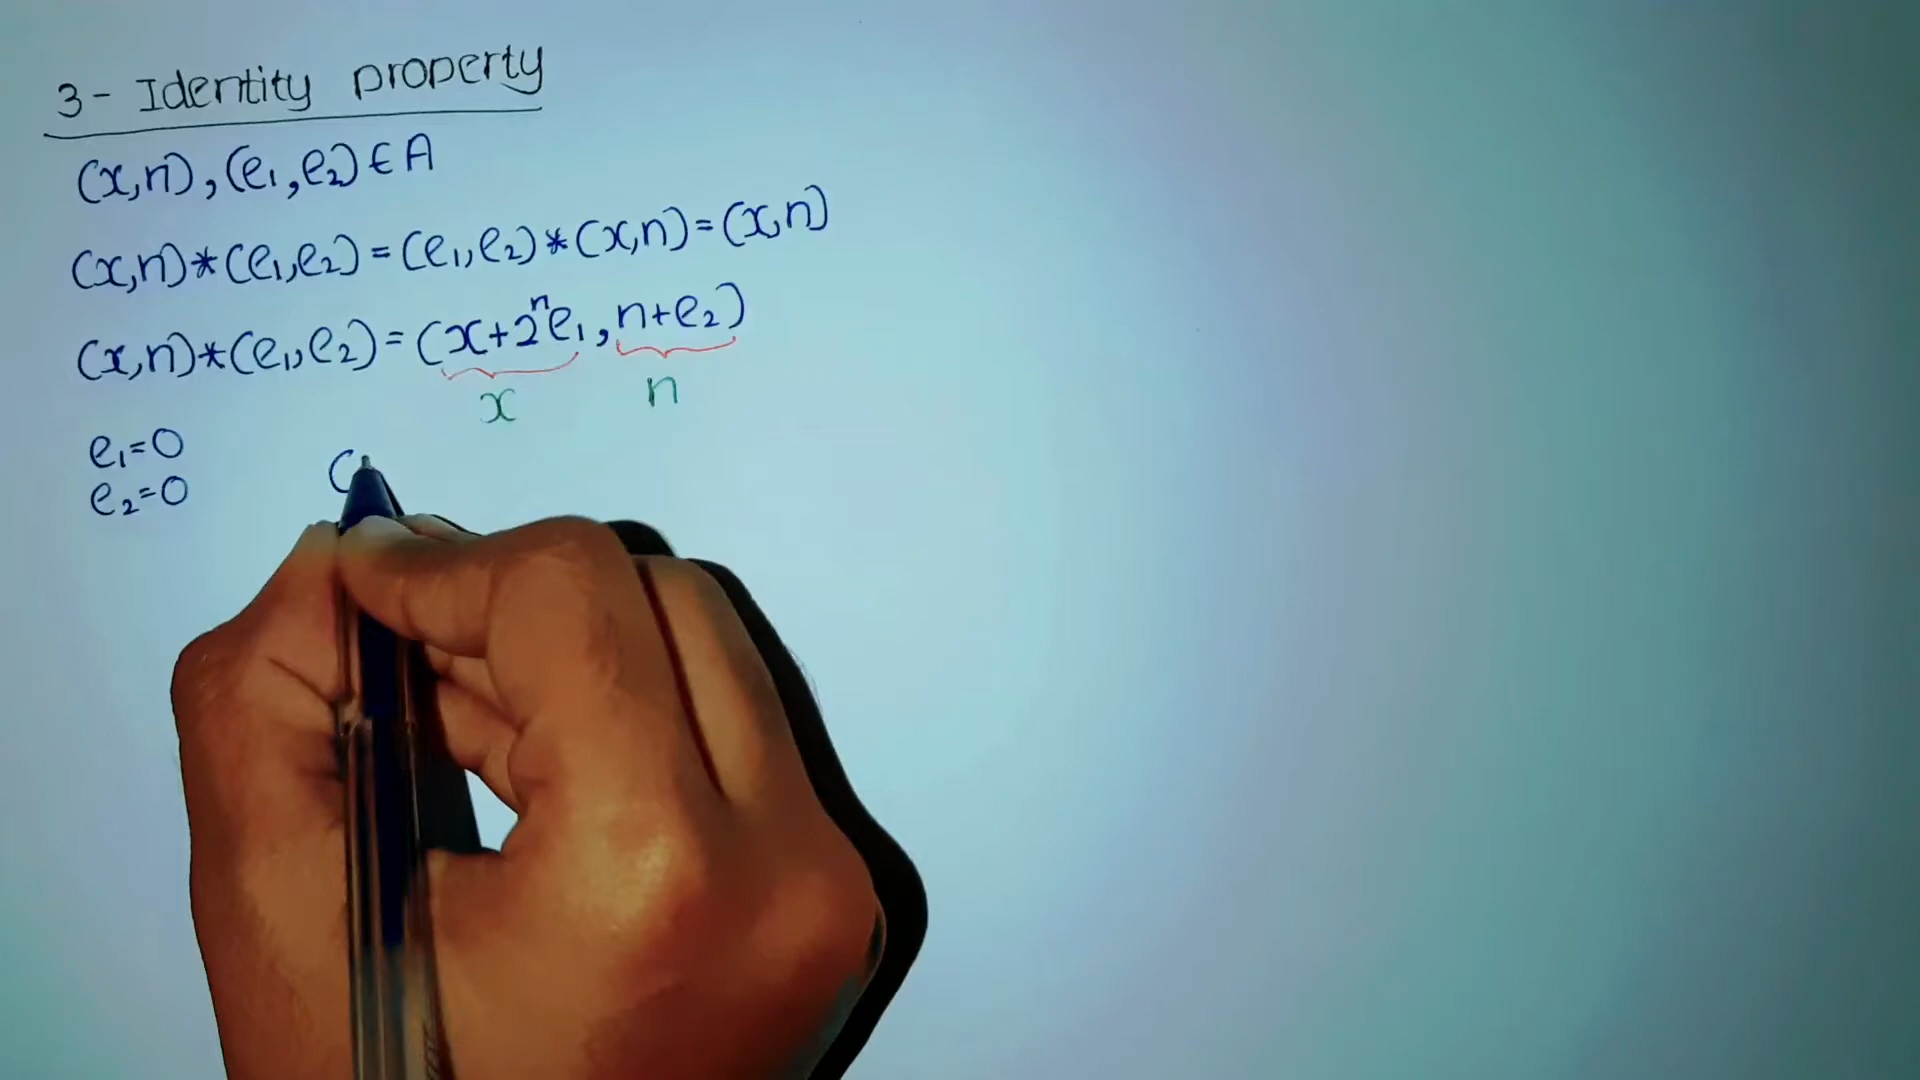 3- Identity property
(x,n),(e₁,e₂)∈A
(x,n)*(e₁,e₂)=(e₁,e₂)*(x,n)=(x,n)
(x,n)*(e₁,e₂)=(x+2ⁿe₁,n+e₂)
x n
e₁=0
e₂=0
(